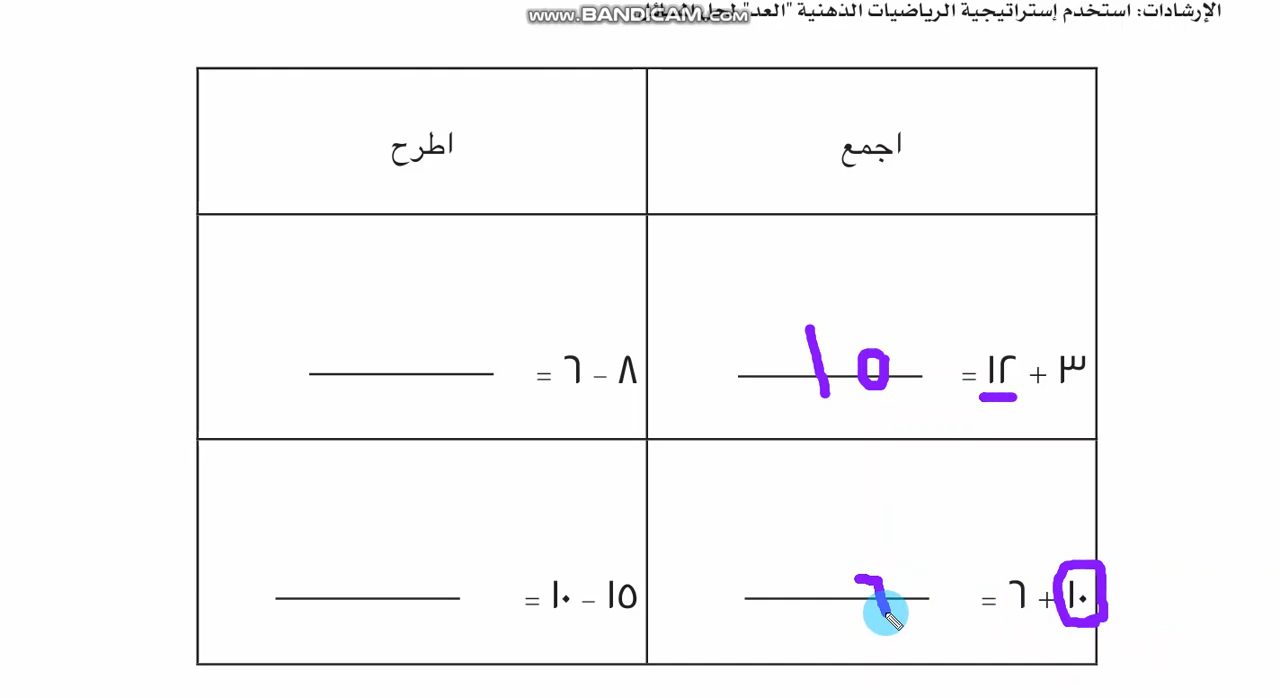 WWW.BANDICAM.COM
الإرشادات: استخدم إستراتيجية الرياضيات الذهنية "العد" لحل
اجمع
اطرح
٣ + ١٢ = ١٥
٨ – ٦ =
١٠ + ٦ = ٦
١٥ – ١٠ =